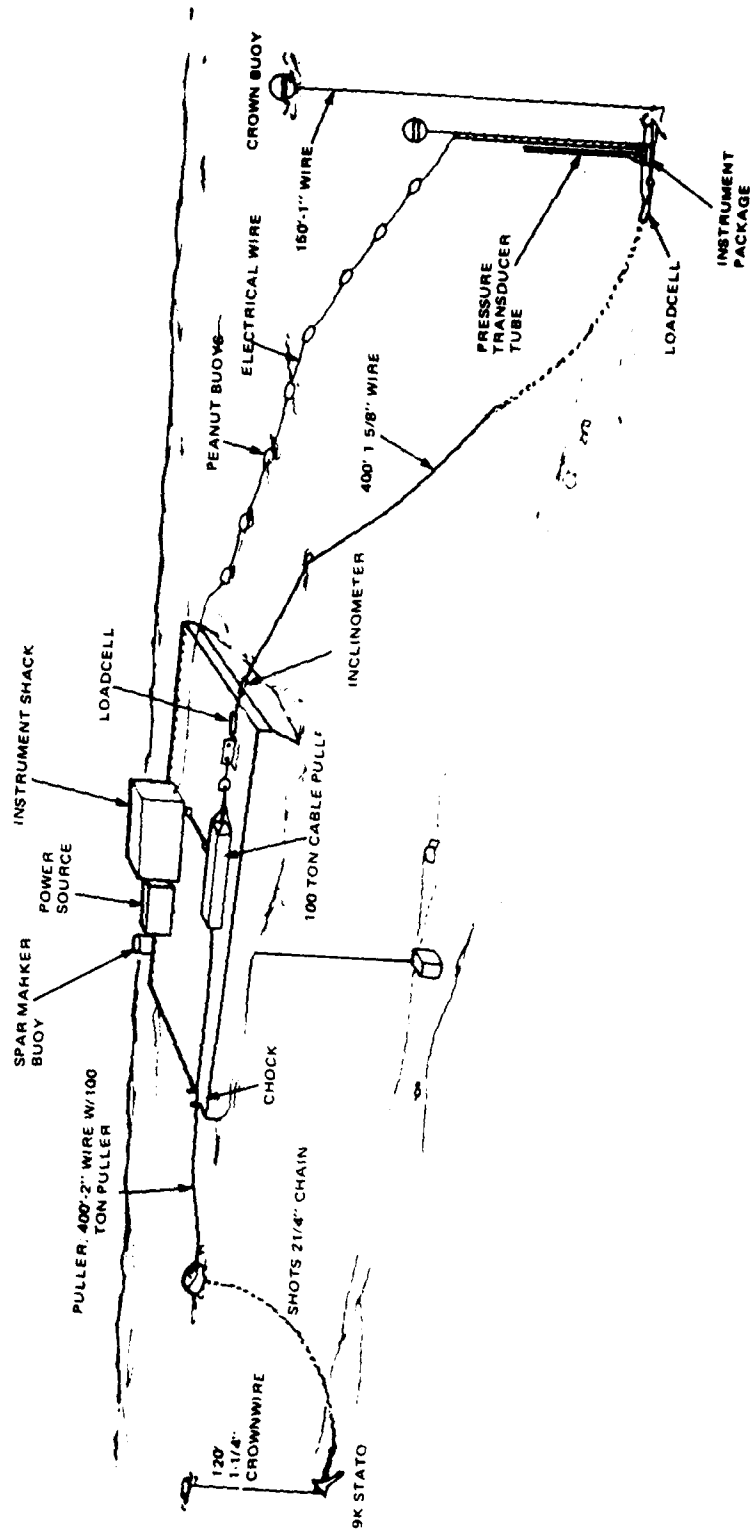 INSTRUMENT SHACK
POWER
SOURCE
SPAR MARKER
BUOY
PULLER, 400'-2" WIRE W/100
TON PULLER
LOADCELL
PEANUT BUOYS
ELECTRICAL WIRE
150'-1" WIRE
CROWN BUOY
INCLINOMETER
400' 1 5/8" WIRE
PRESSURE
TRANSDUCER
TUBE
LOADCELL
INSTRUMENT
PACKAGE
100 TON CABLE PULL
CHOCK
SHOTS 2 1/4" CHAIN
120'
1-1/4"
CROWNWIRE
9K STATO